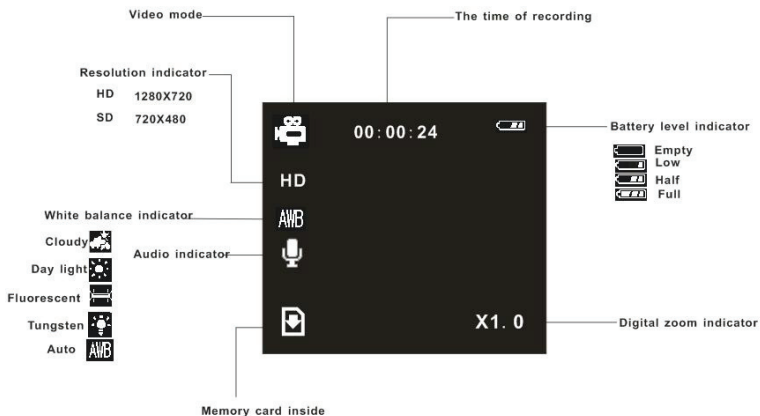 Video mode
The time of recording
Resolution indicator
HD 1280X720
SD 720X480
00:00:24
Battery level indicator
Empty
Low
Half
Full
HD
White balance indicator
AWB
Cloudy
Audio indicator
Day light
Fluorescent
Tungsten
Auto AWB
X1.0
Digital zoom indicator
Memory card inside